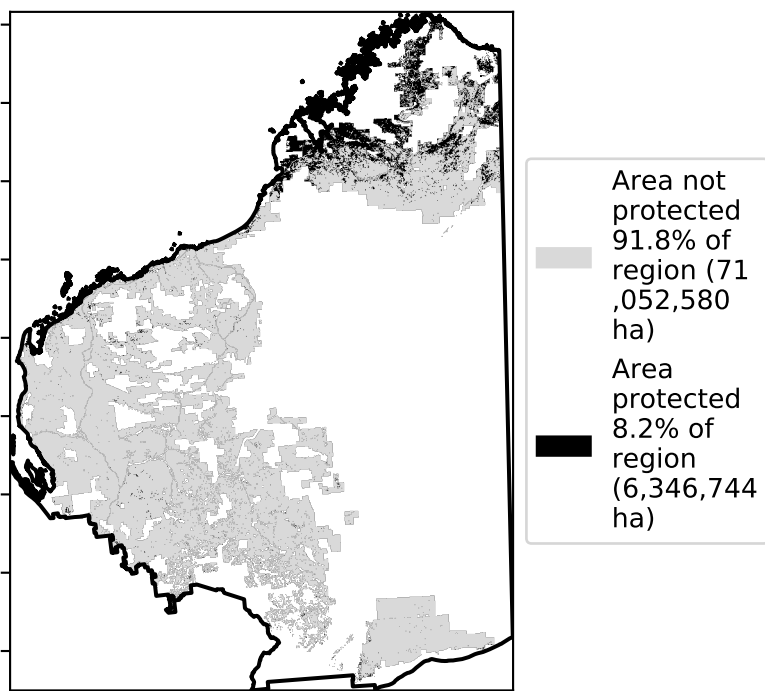 Area not
protected
91.8% of
region (71
,052,580
ha)
Area
protected
8.2% of
region
(6,346,744
ha)